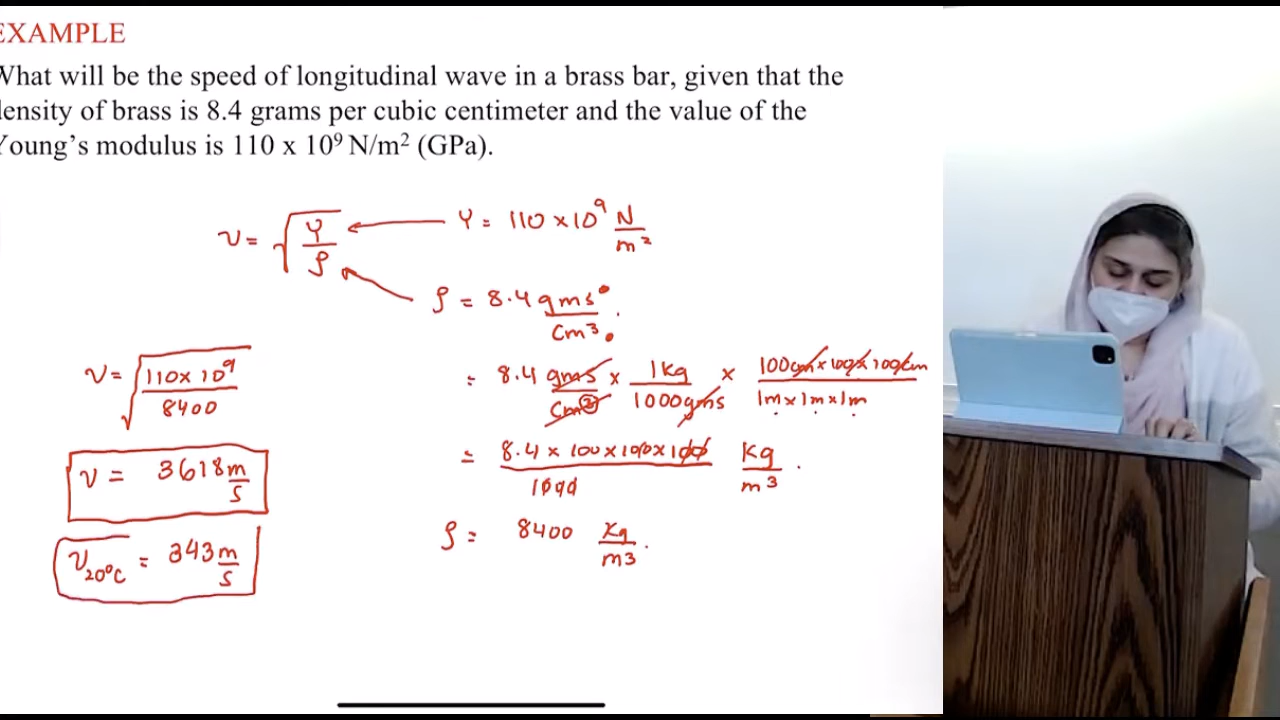 EXAMPLE
What will be the speed of longitudinal wave in a brass bar, given that the
density of brass is 8.4 grams per cubic centimeter and the value of the
Young's modulus is 110 x 10⁹ N/m² (GPa).
v = √(Y/ρ) Y = 110 × 10⁹ N/m²
ρ = 8.4 gms/cm³
= 8.4 gms/cm³ × 1kg/1000gms × 100cm × 100cm × 100cm/1m × 1m × 1m
= 8.4 × 100 × 100 × 100/1000 kg/m³
ρ = 8400 kg/m3
v = √(110 × 10⁹/8400)
v = 3618 m/s
v20°C = 343 m/s